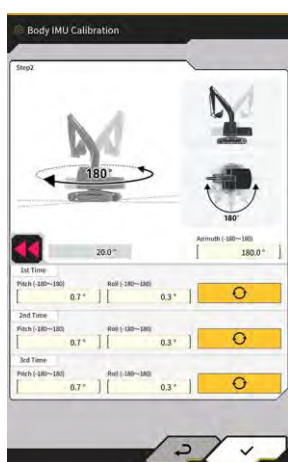 Body IMU Calibration
Step2
180°
180°
20.0 °
Azimuth (-180~180)
[ 180.0 ° ]
1st Time
Pitch (-180~180) Roll (-180~180)
[ 0.7 ° ] [ 0.3 ° ]
2nd Time
Pitch (-180~180) Roll (-180~180)
[ 0.7 ° ] [ 0.3 ° ]
3rd Time
Pitch (-180~180) Roll (-180~180)
[ 0.7 ° ] [ 0.3 ° ]